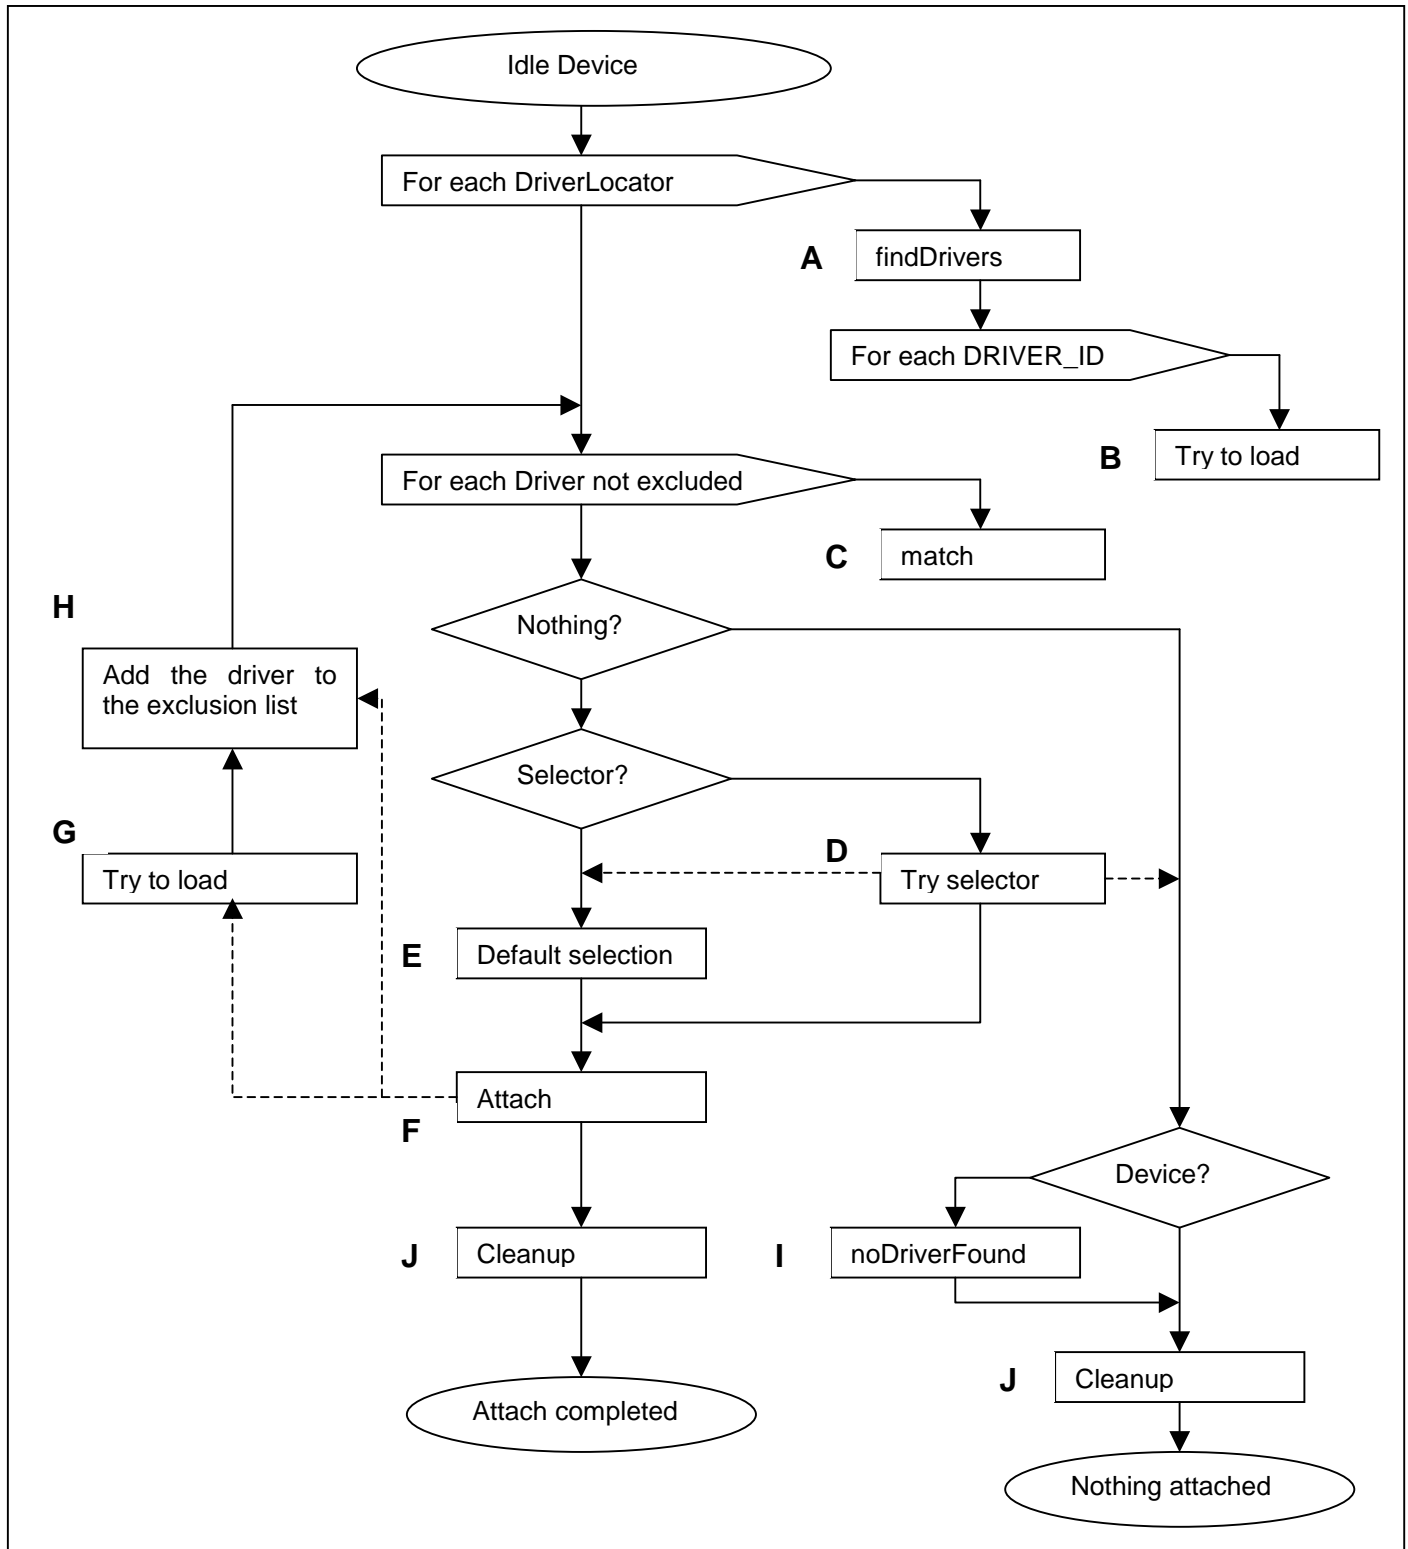 Idle Device
For each DriverLocator
A
findDrivers
For each DRIVER_ID
B
Try to load
For each Driver not excluded
C
match
H
Nothing?
Add the driver to
the exclusion list
Selector?
G
Try to load
D
Try selector
E
Default selection
Attach
F
Device?
J
Cleanup
I
noDriverFound
J
Cleanup
Attach completed
Nothing attached